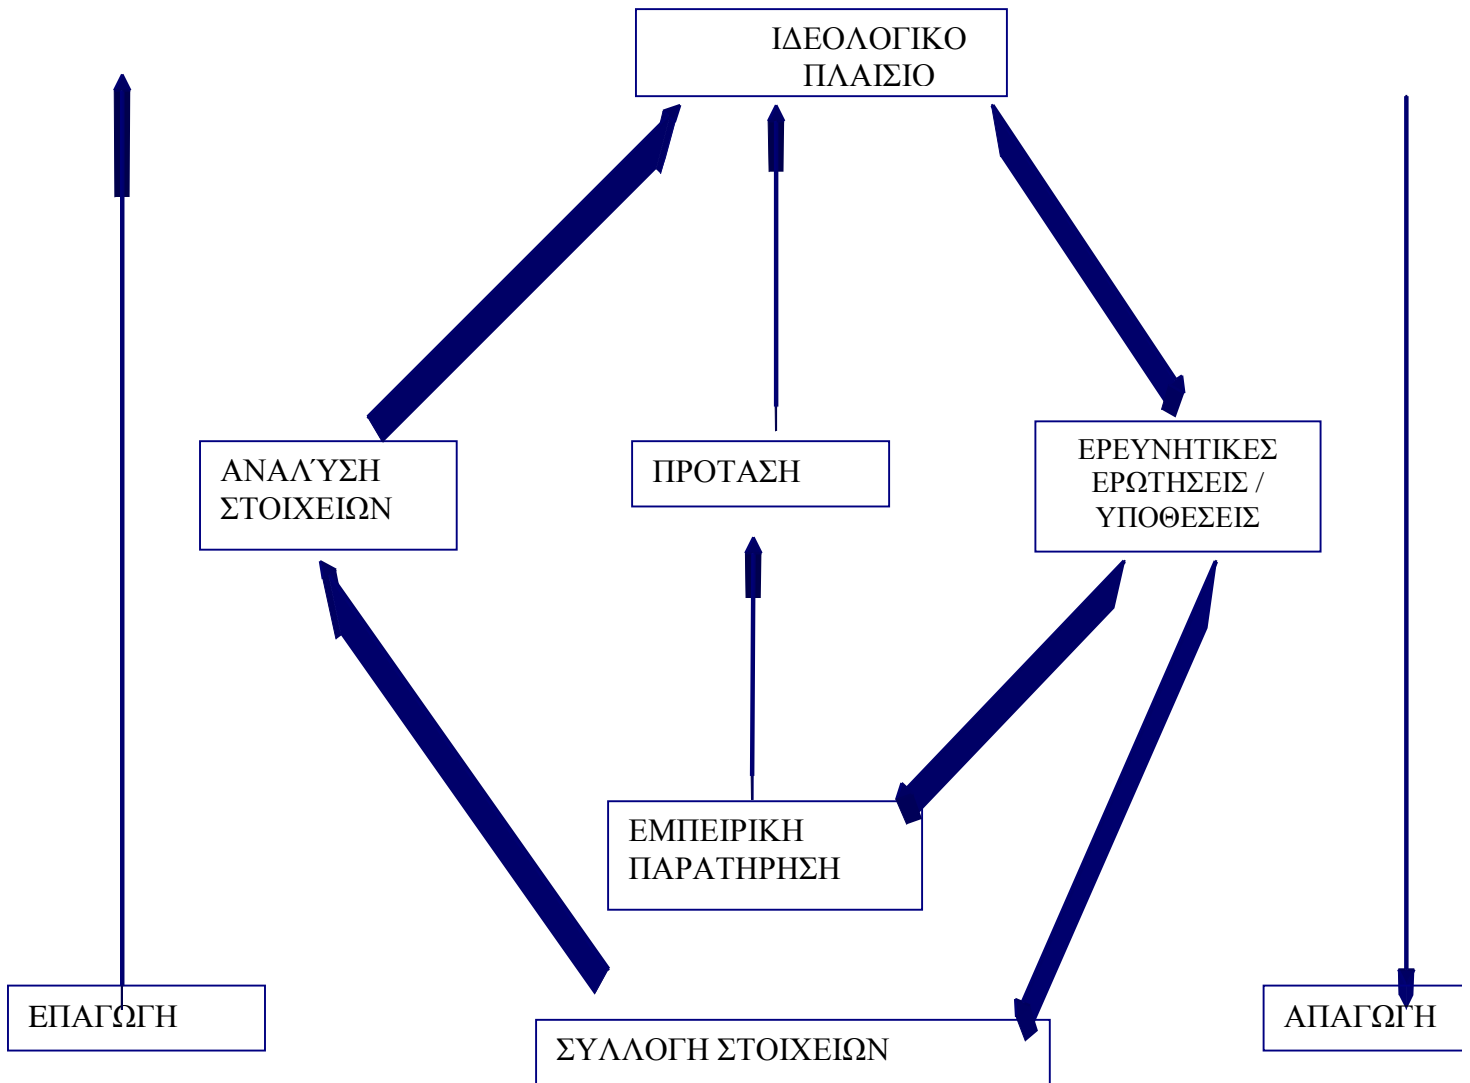 ΙΔΕΟΛΟΓΙΚΟ
ΠΛΑΙΣΙΟ
ΑΝΑΛΎΣΗ
ΣΤΟΙΧΕΙΩΝ
ΠΡΟΤΑΣΗ
ΕΡΕΥΝΗΤΙΚΕΣ
ΕΡΩΤΗΣΕΙΣ /
ΥΠΟΘΕΣΕΙΣ
ΕΜΠΕΙΡΙΚΗ
ΠΑΡΑΤΗΡΗΣΗ
ΕΠΑΓΩΓΗ
ΣΥΛΛΟΓΗ ΣΤΟΙΧΕΙΩΝ
ΑΠΑΓΩΓΗ